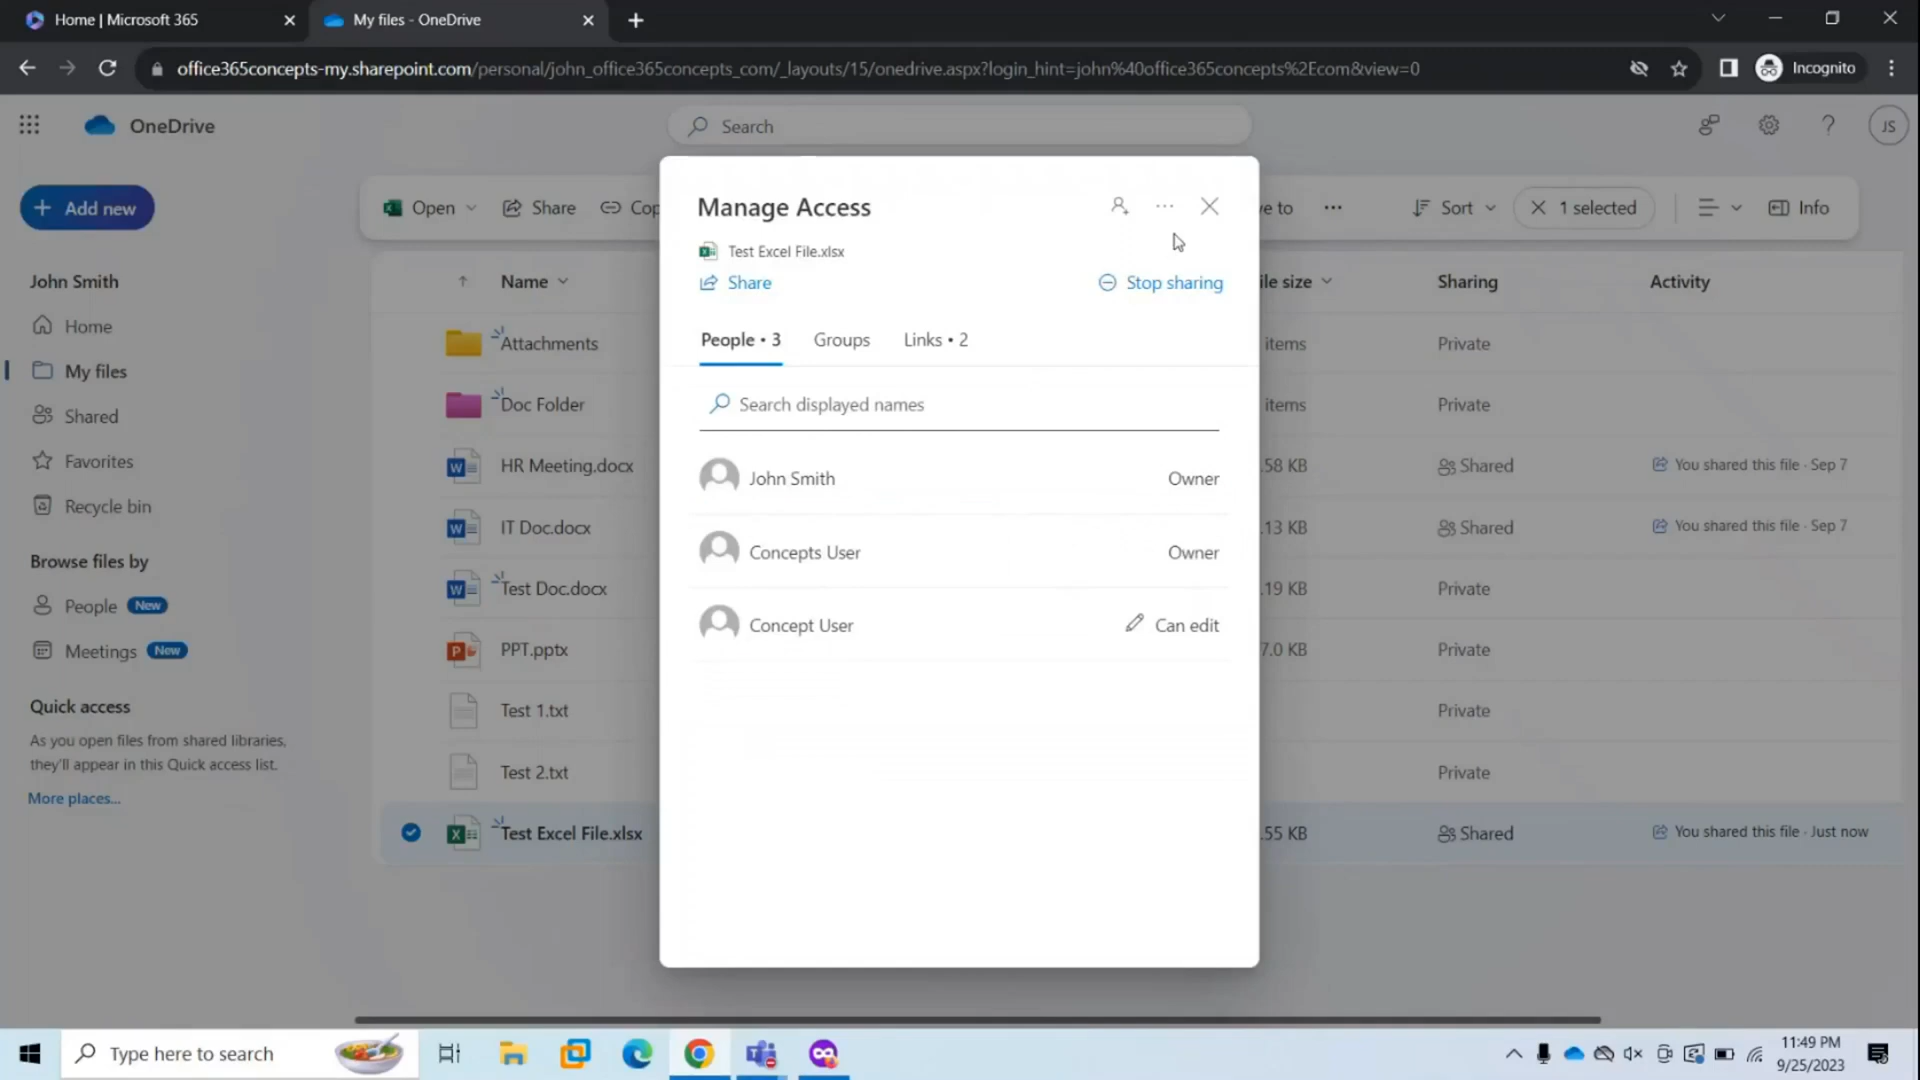 Home | Microsoft 365
My files - OneDrive
office365concepts-my.sharepoint.com/personal/john_office365concepts_com/_layouts/15/onedrive.aspx?login_hint=john%40office365concepts%2Ecom&view=0
Incognito
OneDrive
Search
JS
Add new
Open
Share
Cop
ve to
Sort
1 selected
Info
John Smith
Home
My files
Shared
Favorites
Recycle bin
Browse files by
People New
Meetings New
Quick access
As you open files from shared libraries,
they'll appear in this Quick access list.
More places...
Name
ile size
Sharing
Activity
Attachments
items
Private
Doc Folder
items
Private
HR Meeting.docx
.58 KB
Shared
You shared this file · Sep 7
IT Doc.docx
.13 KB
Shared
You shared this file · Sep 7
Test Doc.docx
.19 KB
Private
PPT.pptx
7.0 KB
Private
Test 1.txt
Private
Test 2.txt
Private
Test Excel File.xlsx
.55 KB
Shared
You shared this file · Just now
Manage Access
Test Excel File.xlsx
Share
Stop sharing
People • 3
Groups
Links • 2
Search displayed names
John Smith
Owner
Concepts User
Owner
Concept User
Can edit
Type here to search
11:49 PM
9/25/2023